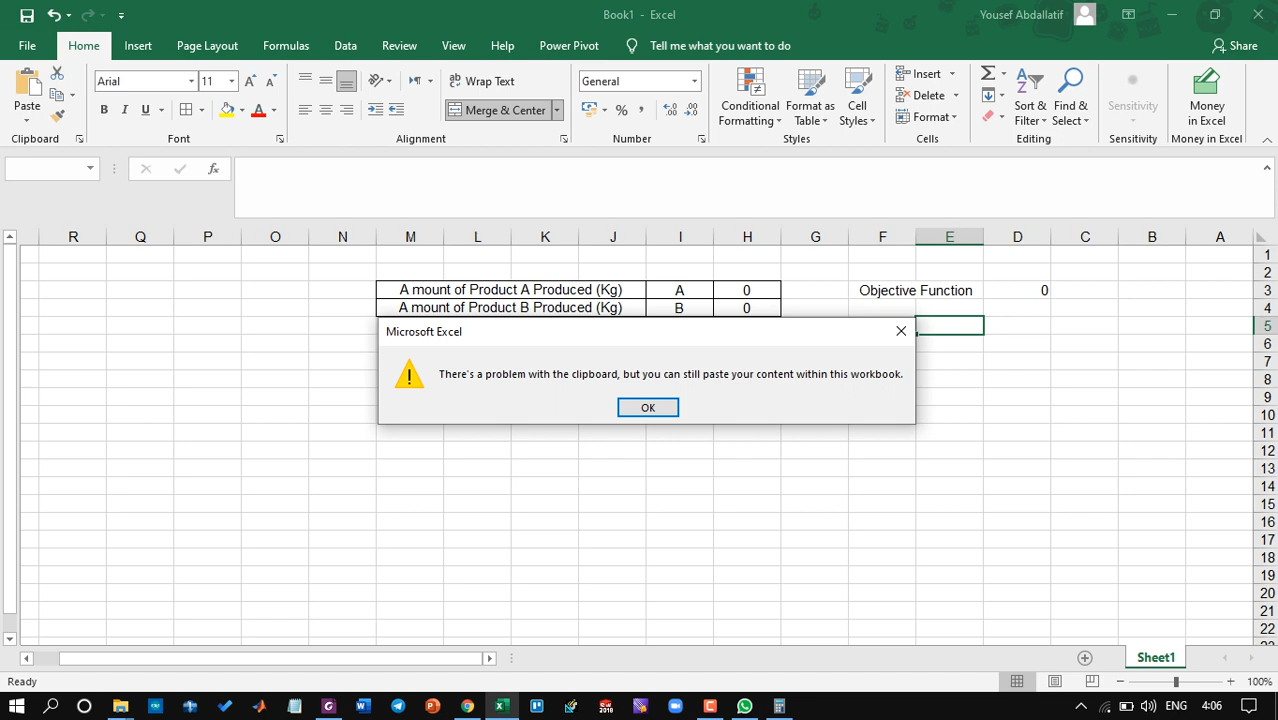 Book1 - Excel
Yousef Abdallatif
File
Home
Insert
Page Layout
Formulas
Data
Review
View
Help
Power Pivot
Tell me what you want to do
Share
Paste
Clipboard
Arial
11
B I U
Font
Wrap Text
Merge & Center
Alignment
General
Number
Conditional
Formatting
Format as
Table
Cell
Styles
Styles
Insert
Delete
Format
Cells
Sort &
Filter
Find &
Select
Editing
Sensitivity
Sensitivity
Money
in Excel
Money in Excel
R Q P O N M L K J I H G F E D C B A
1
2
A mount of Product A Produced (Kg) A 0 Objective Function 0 3
A mount of Product B Produced (Kg) B 0 4
5
Microsoft Excel
There's a problem with the clipboard, but you can still paste your content within this workbook.
OK
6
7
8
9
10
11
12
13
14
15
16
17
18
19
20
21
22
Sheet1
Ready
100%
ENG
4:06